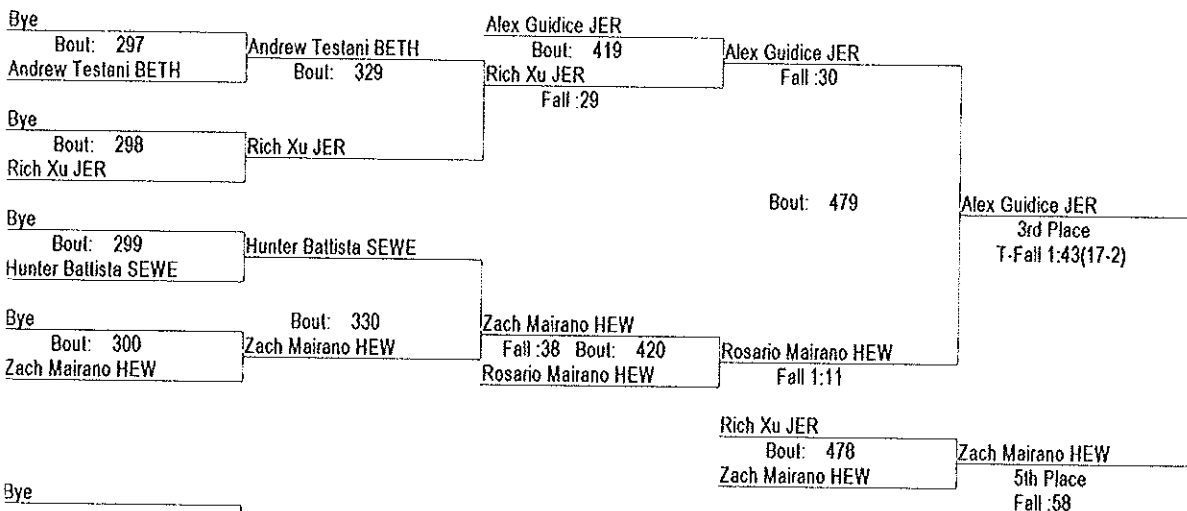 Bye
Bout: 297
Andrew Testani BETH
Bye
Bout: 298
Rich Xu JER
Bye
Bout: 299
Hunter Battista SEWE
Bye
Bout: 300
Zach Mairano HEW
Bye
Andrew Testani BETH
Bout: 329
Rich Xu JER
Hunter Battista SEWE
Bout: 330
Zach Mairano HEW
Alex Guidice JER
Bout: 419
Rich Xu JER
Fall :29
Zach Mairano HEW
Fall :38 Bout: 420
Rosario Mairano HEW
Alex Guidice JER
Fall :30
Bout: 479
Rosario Mairano HEW
Fall 1:11
Rich Xu JER
Bout: 478
Zach Mairano HEW
Alex Guidice JER
3rd Place
T-Fall 1:43(17-2)
Zach Mairano HEW
5th Place
Fall :58